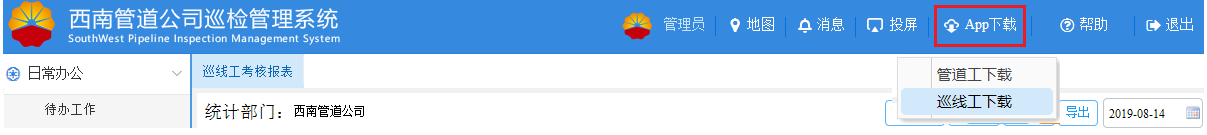 西南管道公司巡检管理系统
SouthWest Pipeline Inspection Management System
管理员 地图 消息 投屏 App下载 帮助 退出
日常办公
巡线工考核报表
管道工下载
待办工作
统计部门：西南管道公司
巡线工下载
导出
2019-08-14